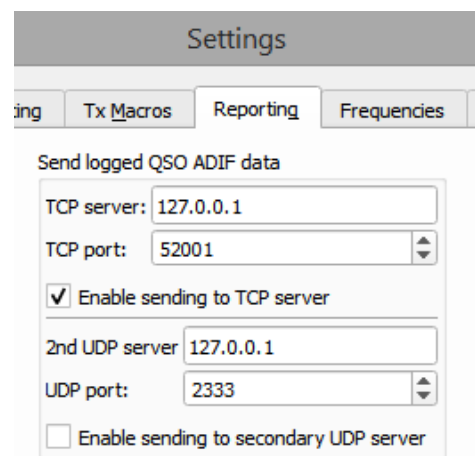 Settings
Tx Macros Reporting Frequencies
Send logged QSO ADIF data
TCP server: 127.0.0.1
TCP port: 52001
Enable sending to TCP server
2nd UDP server 127.0.0.1
UDP port: 2333
Enable sending to secondary UDP server